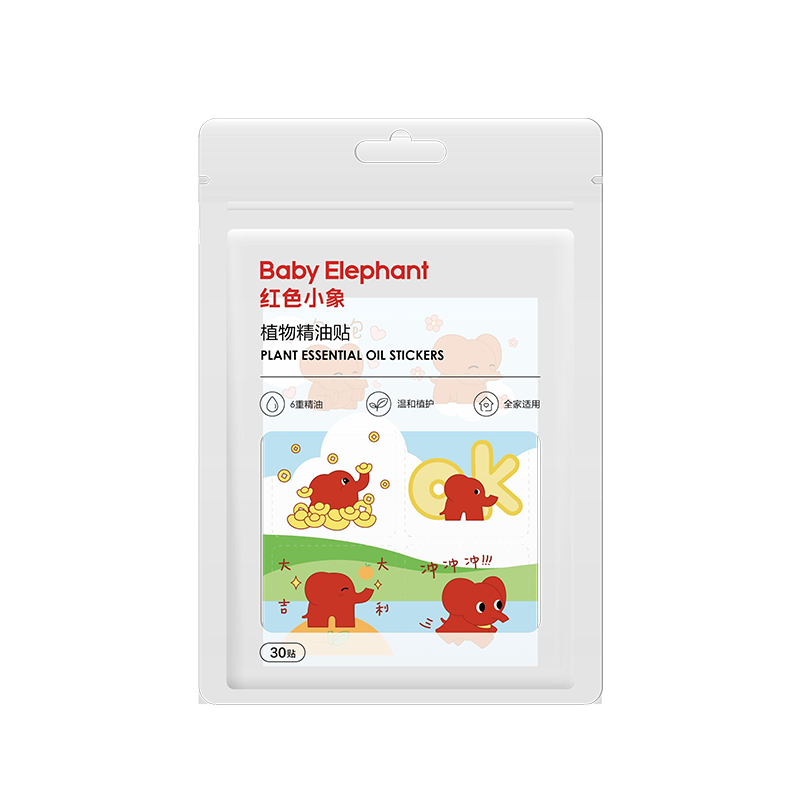 Baby Elephant
红色小象
植物精油贴
PLANT ESSENTIAL OIL STICKERS
6重精油 温和植护 全家适用
ok
大 大
吉 利
冲冲冲!!!
三
30贴